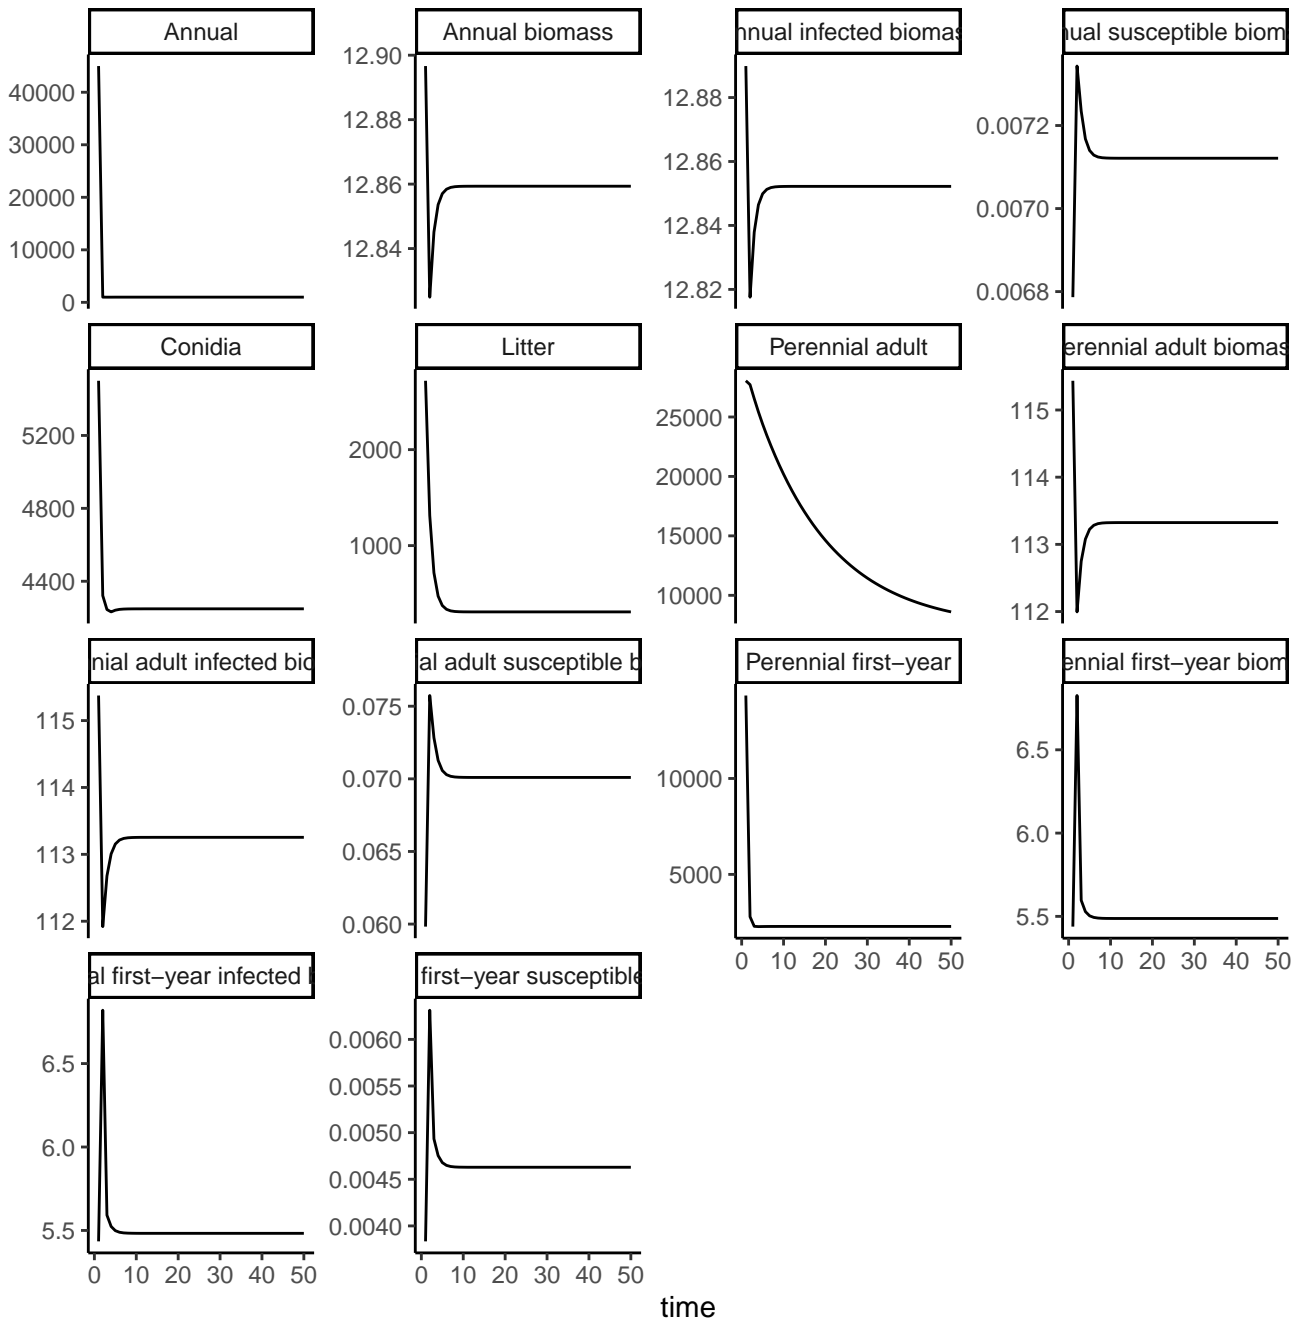 Annual
Annual biomass
nnual infected biomas
nual susceptible biom
40000
30000
20000
10000
0
12.90
12.88
12.86
12.84
12.88
12.86
12.84
12.82
0.0072
0.0070
0.0068
Conidia
Litter
Perennial adult
erennial adult biomas
5200
4800
4400
2000
1000
25000
20000
15000
10000
115
114
113
112
nial adult infected bio
al adult susceptible b
Perennial first−year
ennial first−year biom
115
114
113
112
0.075
0.070
0.065
0.060
10000
5000
6.5
6.0
5.5
0 10 20 30 40 50
0 10 20 30 40 50
al first−year infected b
first−year susceptible
6.5
6.0
5.5
0.0060
0.0055
0.0050
0.0045
0.0040
0 10 20 30 40 50
0 10 20 30 40 50
time